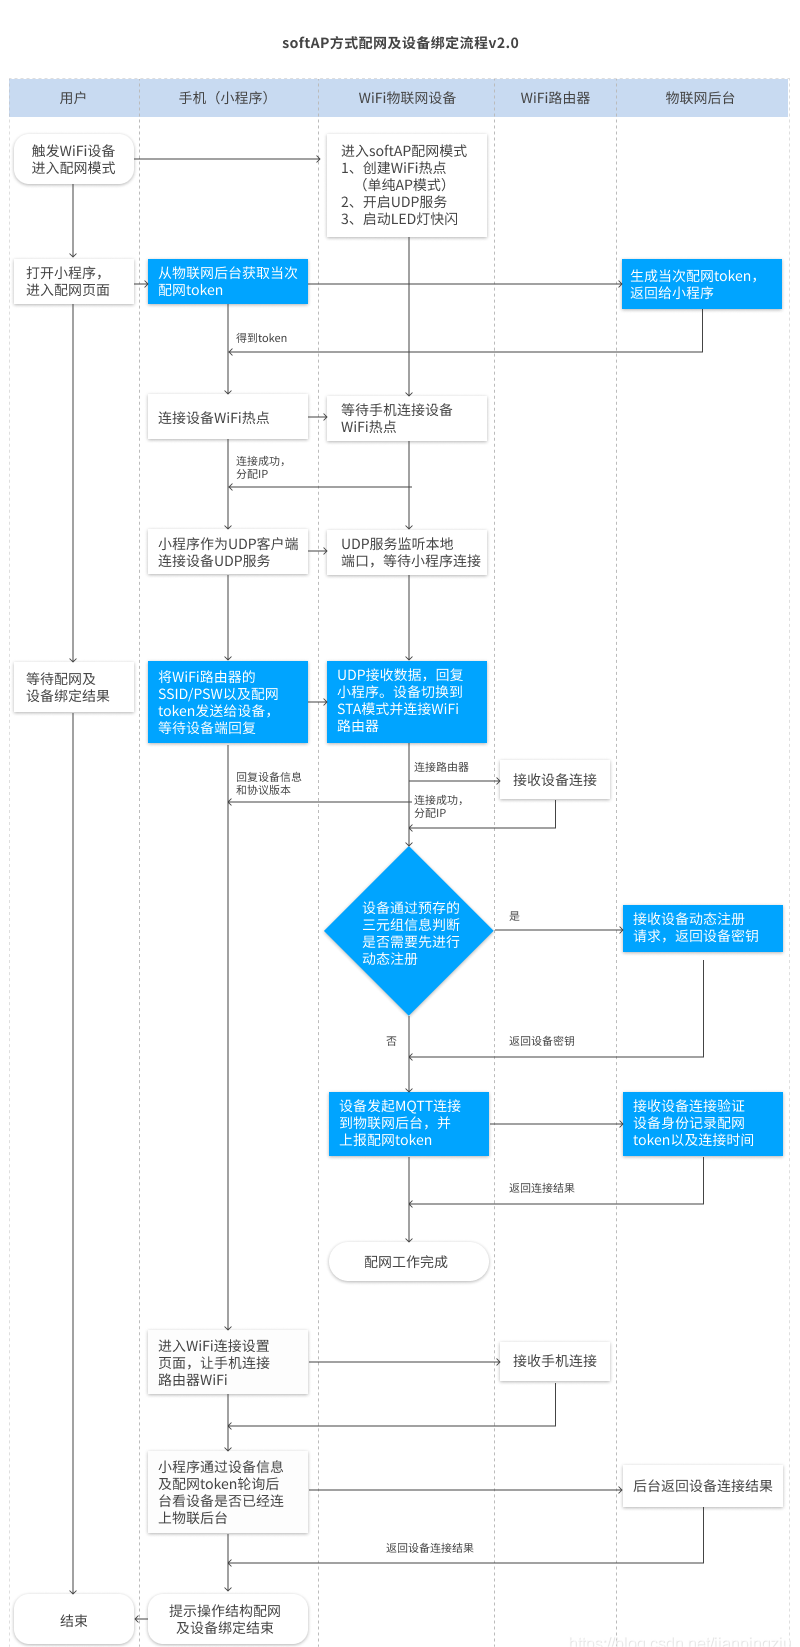 softAP方式配网及设备绑定流程v2.0
用户
手机（小程序）
WiFi物联网设备
WiFi路由器
物联网后台
触发WiFi设备
进入配网模式
进入softAP配网模式
1、创建WiFi热点
（单纯AP模式）
2、开启UDP服务
3、启动LED灯快闪
打开小程序，
进入配网页面
从物联网后台获取当次
配网token
生成当次配网token，
返回给小程序
得到token
连接设备WiFi热点
等待手机连接设备
WiFi热点
连接成功，
分配IP
小程序作为UDP客户端
连接设备UDP服务
UDP服务监听本地
端口，等待小程序连接
等待配网及
设备绑定结果
将WiFi路由器的
SSID/PSW以及配网
token发送给设备，
等待设备端回复
UDP接收数据，回复
小程序。设备切换到
STA模式并连接WiFi
路由器
连接路由器
接收设备连接
回复设备信息
和协议版本
连接成功，
分配IP
设备通过预存的
三元组信息判断
是否需要先进行
动态注册
是
接收设备动态注册
请求，返回设备密钥
否
返回设备密钥
设备发起MQTT连接
到物联网后台，并
上报配网token
接收设备连接验证
设备身份记录配网
token以及连接时间
返回连接结果
配网工作完成
进入WiFi连接设置
页面，让手机连接
路由器WiFi
接收手机连接
小程序通过设备信息
及配网token轮询后
台看设备是否已经连
上物联后台
后台返回设备连接结果
返回设备连接结果
结束
提示操作结构配网
及设备绑定结束